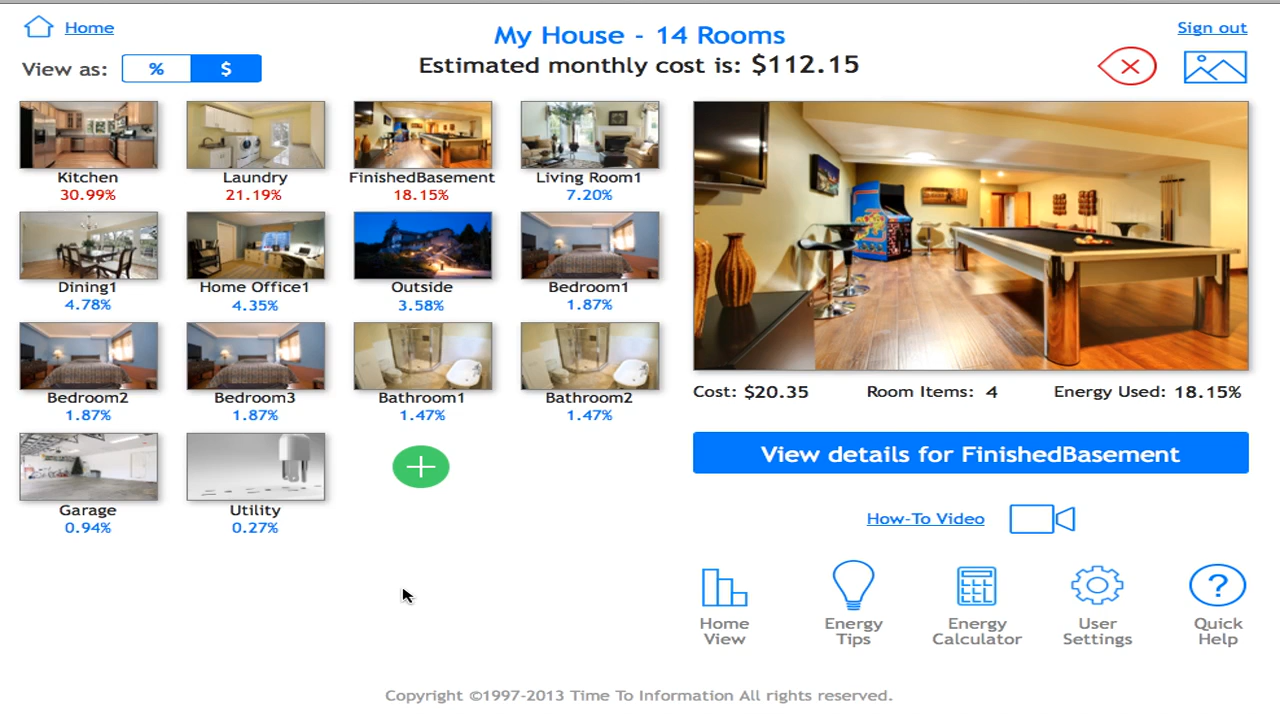 Home
My House - 14 Rooms
Sign out
View as: % $
Estimated monthly cost is: $112.15
Kitchen
30.99%
Laundry
21.19%
FinishedBasement
18.15%
Living Room1
7.20%
Dining1
4.78%
Home Office1
4.35%
Outside
3.58%
Bedroom1
1.87%
Bedroom2
1.87%
Bedroom3
1.87%
Bathroom1
1.47%
Bathroom2
1.47%
Garage
0.94%
Utility
0.27%
Cost: $20.35 Room Items: 4 Energy Used: 18.15%
View details for FinishedBasement
How-To Video
Home
View
Energy
Tips
Energy
Calculator
User
Settings
?
Quick
Help
Copyright ©1997-2013 Time To Information All rights reserved.